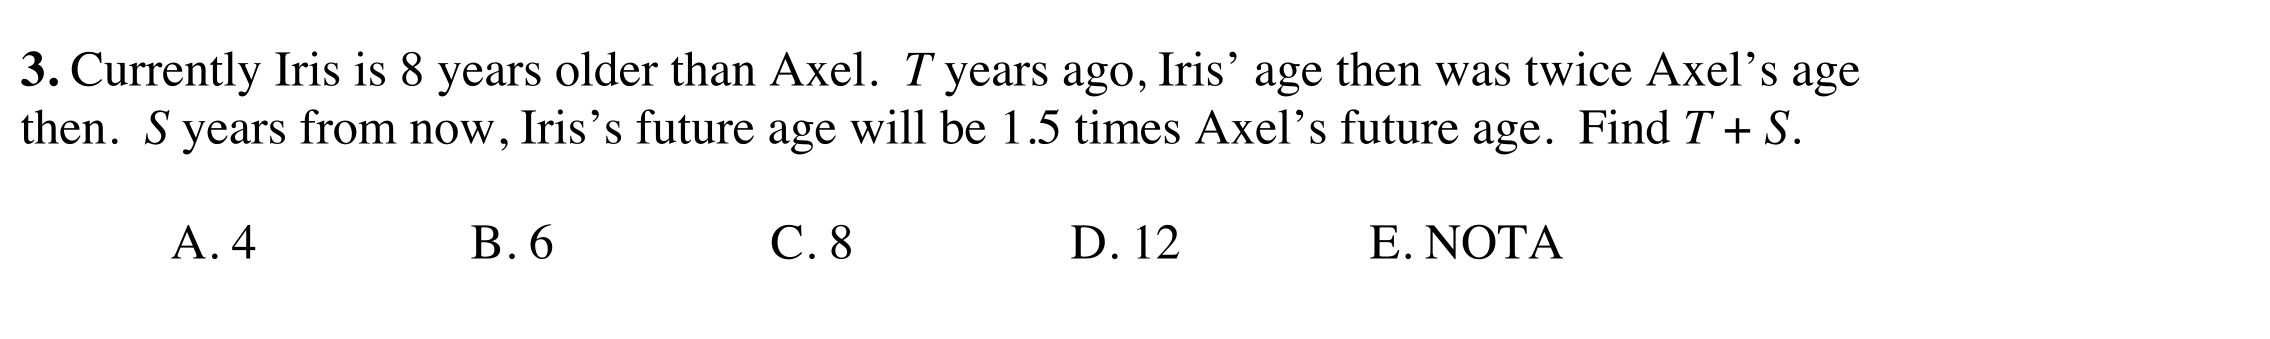 3. Currently Iris is 8 years older than Axel. T years ago, Iris’ age then was twice Axel’s age
then. S years from now, Iris’s future age will be 1.5 times Axel’s future age. Find T + S.
A. 4 B. 6 C. 8 D. 12 E. NOTA